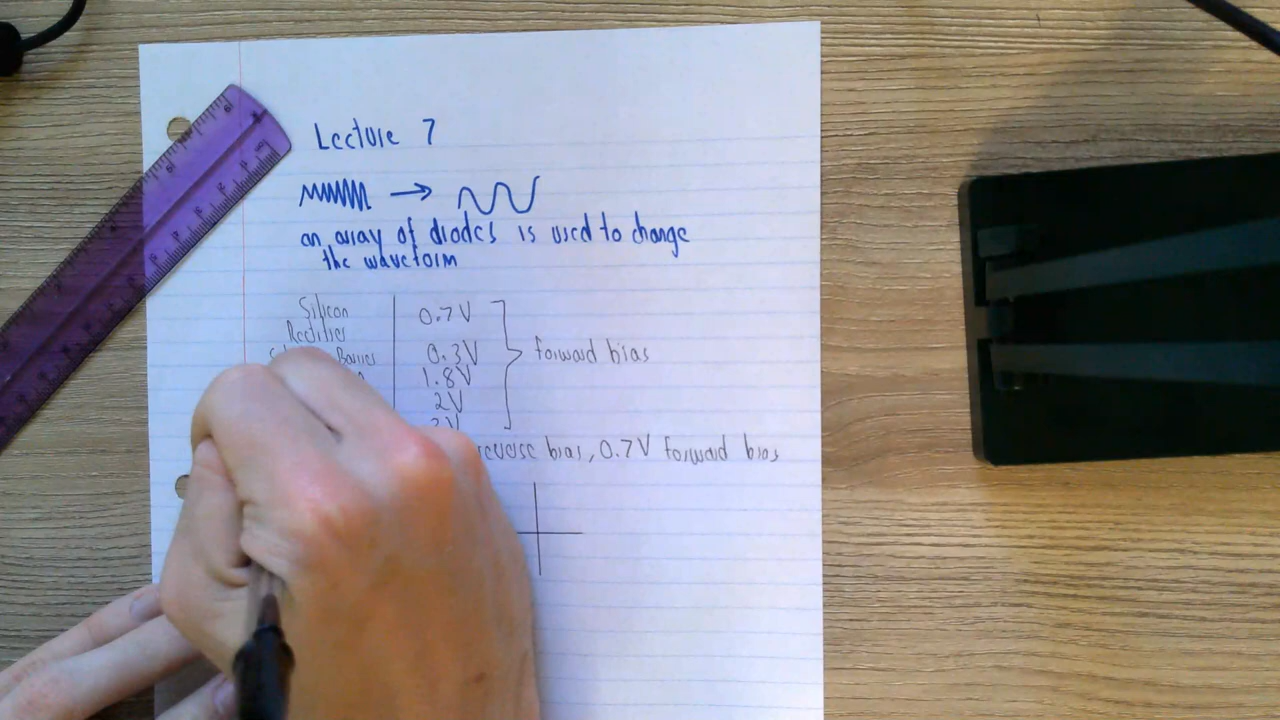 Lecture 7
an array of diodes is used to change
the waveform
Silicon 0.7V
Rectifier
Barrier 0.3V forward bias
1.8V
2V
reverse bias, 0.7V forward bias